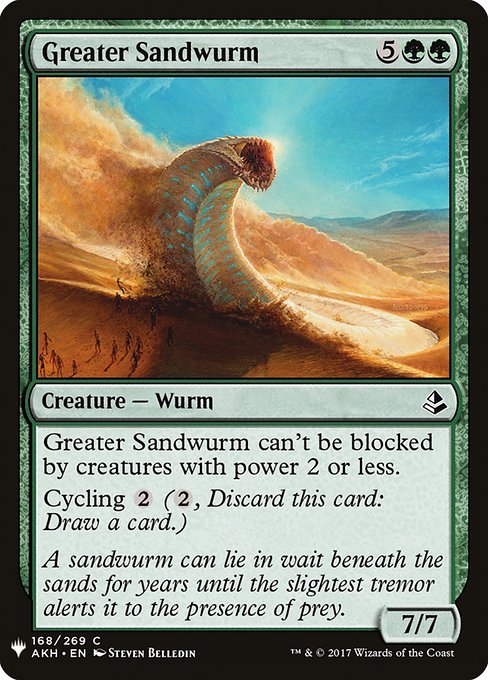 Greater Sandwurm 5
Creature — Wurm
Greater Sandwurm can't be blocked
by creatures with power 2 or less.
Cycling 2 (2, Discard this card:
Draw a card.)
A sandwurm can lie in wait beneath the
sands for years until the slightest tremor
alerts it to the presence of prey.
7/7
168/269 C
AKH • EN Steven Belledin
™ & © 2017 Wizards of the Coast